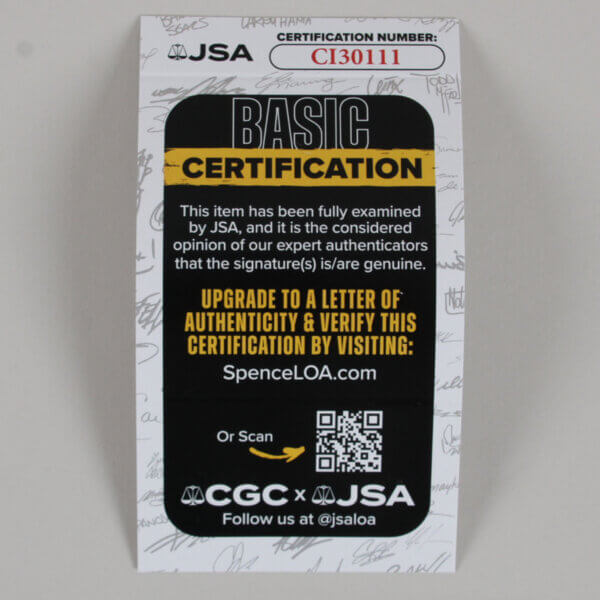 JSA
CERTIFICATION NUMBER:
CI30111
BASIC
CERTIFICATION
This item has been fully examined
by JSA, and it is the considered
opinion of our expert authenticators
that the signature(s) is/are genuine.
UPGRADE TO A LETTER OF
AUTHENTICITY & VERIFY THIS
CERTIFICATION BY VISITING:
SpenceLOA.com
Or Scan
CGC x JSA
Follow us at @jsaloa